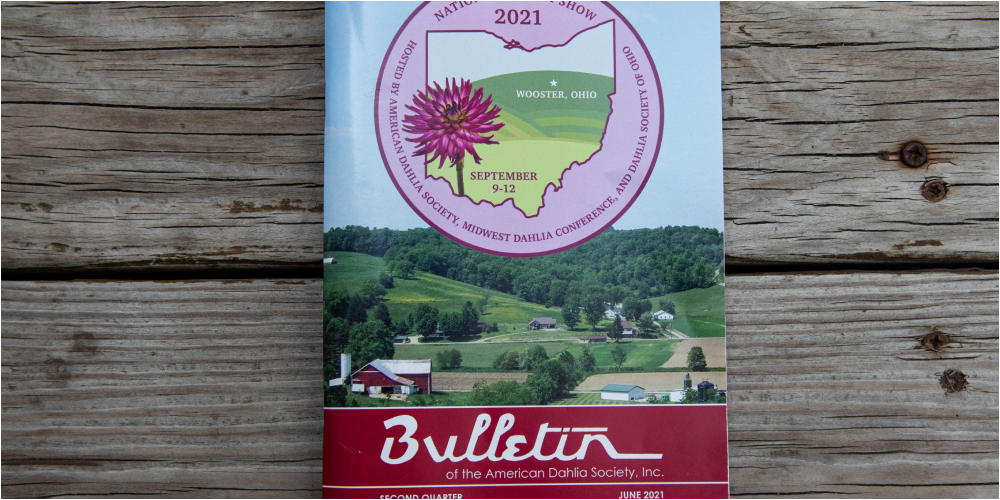 SHOW
2021
HOSTED BY AMERICAN DAHLIA SOCIETY, MIDWEST DAHLIA CONFERENCE, AND DAHLIA SOCIETY OF OHIO
WOOSTER, OHIO
SEPTEMBER
9-12
Bulletin
of the American Dahlia Society, Inc.
SECOND QUARTER JUNE 2021